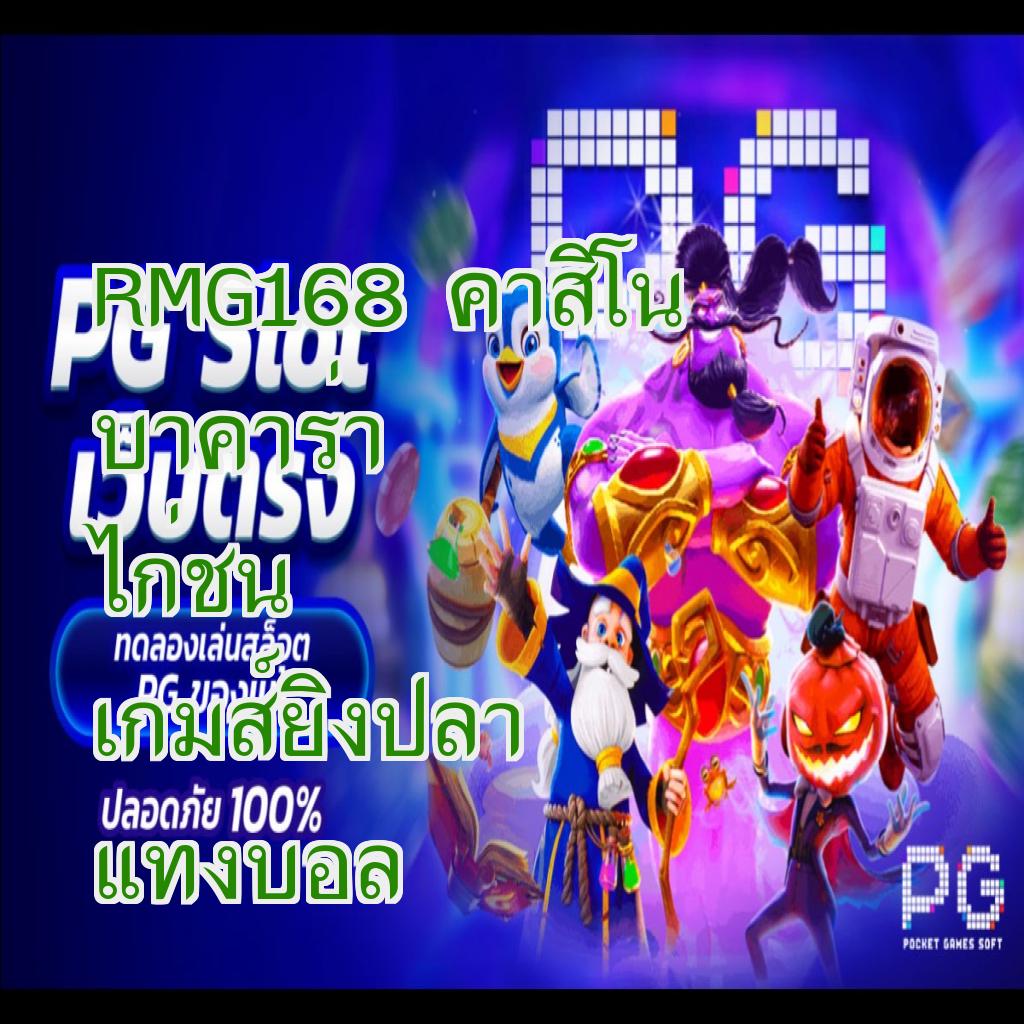 RMG168 คาสิโน
PG Slot
บาคาร่า
เว็บตรง
ไก่ชน
ทดลองเล่นสล็อต
PG
เกมส์ยิงปลา
ปลอดภัย 100%
แทงบอล
PG
PG
POCKET GAMES SOFT